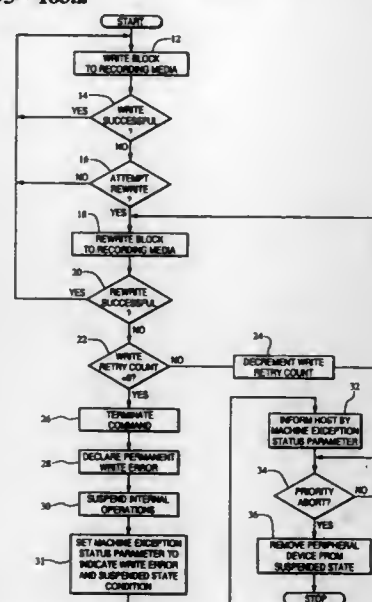 START
12
WRITE BLOCK
TO RECORDING MEDIA
14
WRITE
SUCCESSFUL
?
YES
NO
16
ATTEMPT
REWRITE
?
NO
YES
18
REWRITE BLOCK
TO RECORDING MEDIA
20
REWRITE
SUCCESSFUL
?
YES
NO
22
WRITE
RETRY COUNT
=0?
NO
24
DECREMENT WRITE
RETRY COUNT
YES
26
TERMINATE
COMMAND
28
DECLARE PERMANENT
WRITE ERROR
30
SUSPEND INTERNAL
OPERATIONS
31
SET MACHINE EXCEPTION
STATUS PARAMETER TO
INDICATE WRITE ERROR
AND SUSPENDED STATE
CONDITION
32
INFORM HOST BY
MACHINE EXCEPTION
STATUS PARAMETER
34
PRIORITY
ABORT?
NO
YES
36
REMOVE PERIPHERAL
DEVICE FROM
SUSPENDED STATE
STOP